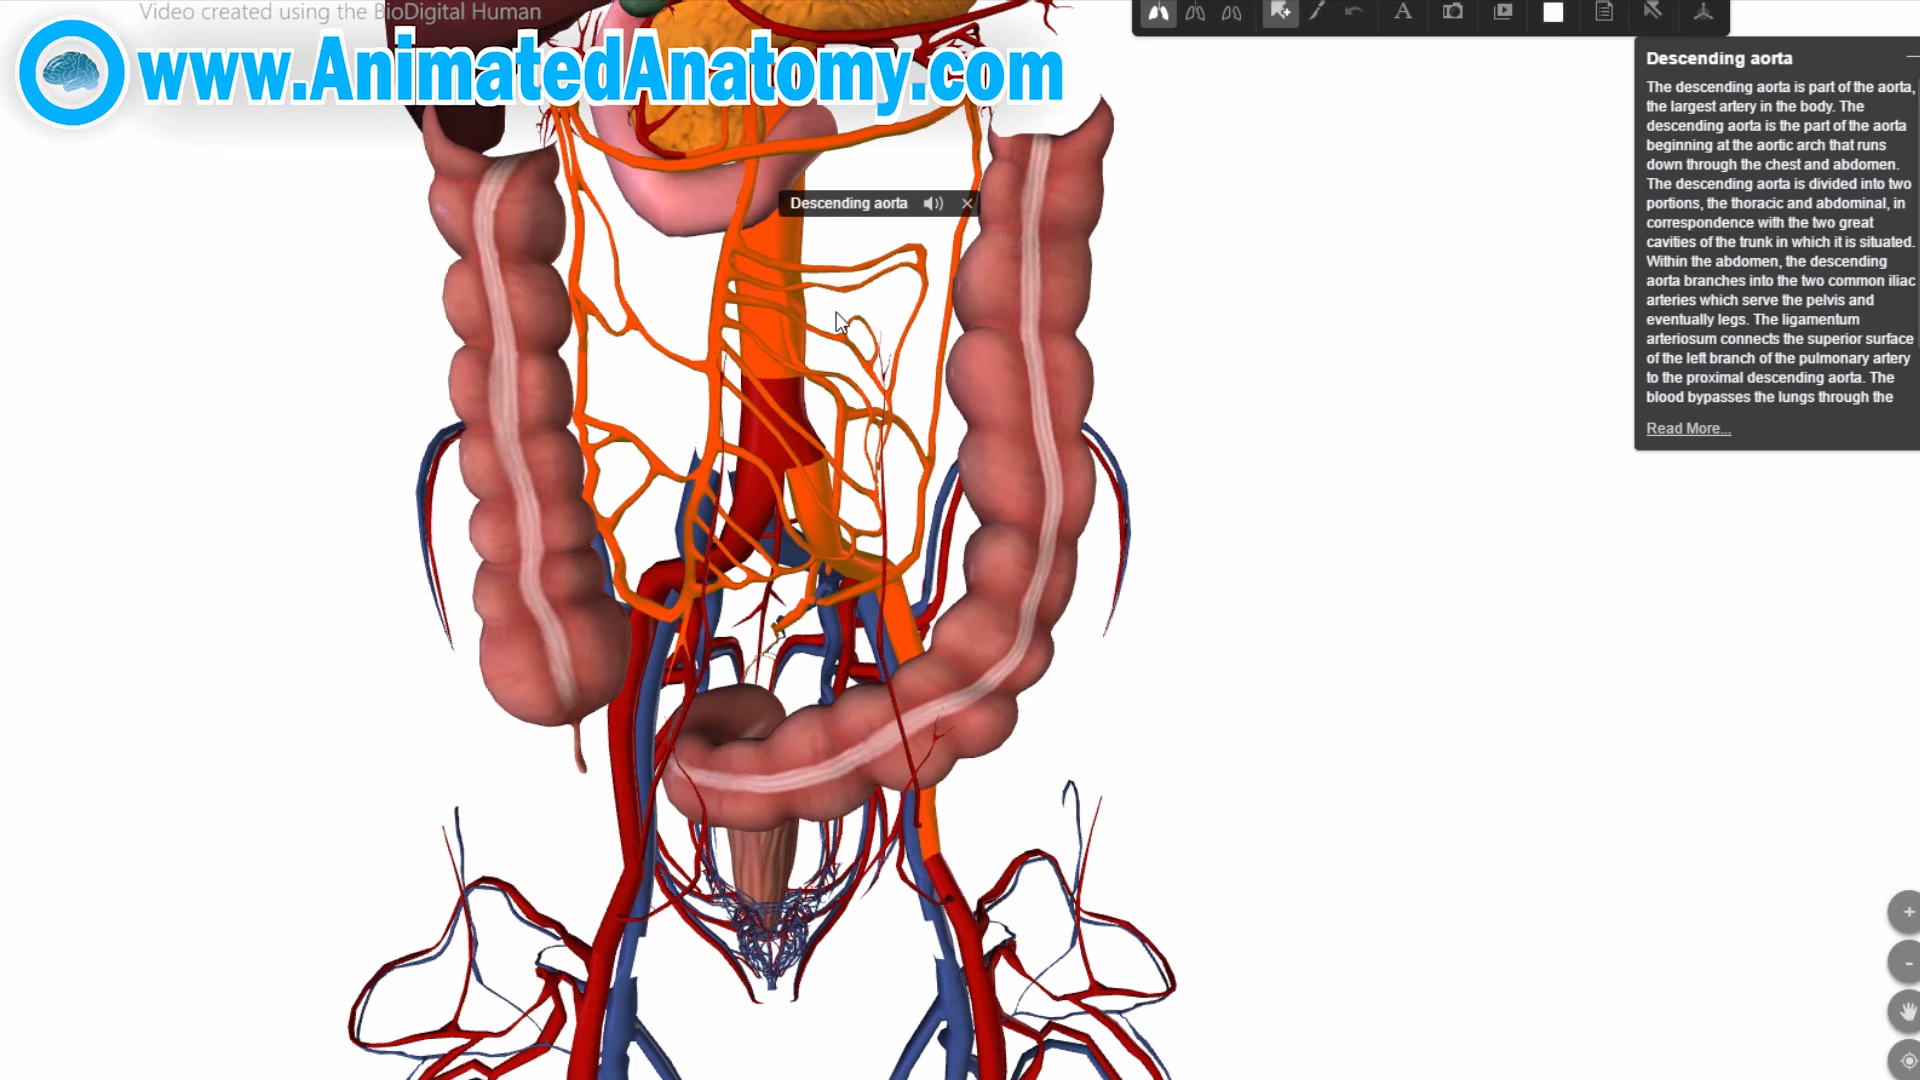 Video created using the BioDigital Human
www.AnimatedAnatomy.com
A
Descending aorta
Descending aorta
The descending aorta is part of the aorta,
the largest artery in the body. The
descending aorta is the part of the aorta
beginning at the aortic arch that runs
down through the chest and abdomen.
The descending aorta is divided into two
portions, the thoracic and abdominal, in
correspondence with the two great
cavities of the trunk in which it is situated.
Within the abdomen, the descending
aorta branches into the two common iliac
arteries which serve the pelvis and
eventually legs. The ligamentum
arteriosum connects the superior surface
of the left branch of the pulmonary artery
to the proximal descending aorta. The
blood bypasses the lungs through the
Read More...
+
-